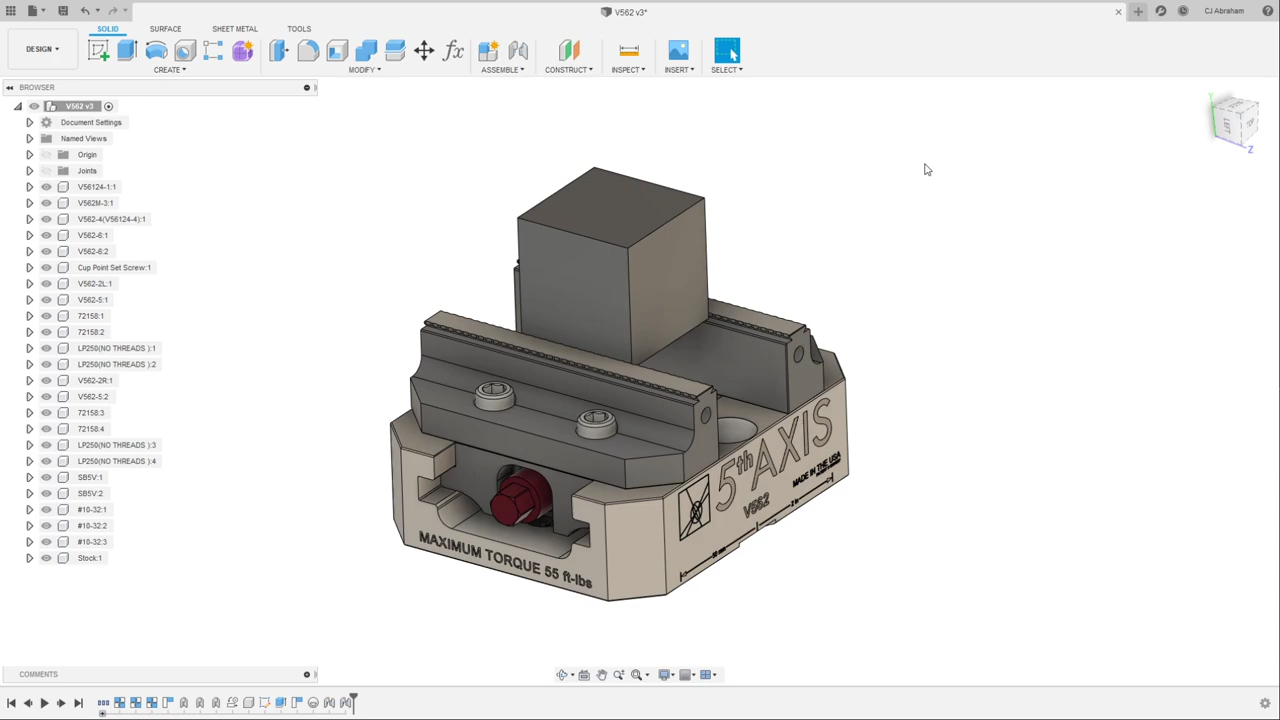 V562 v3*
CJ Abraham
DESIGN
SOLID
SURFACE
SHEET METAL
TOOLS
fx
CREATE
MODIFY
ASSEMBLE
CONSTRUCT
INSPECT
INSERT
SELECT
BROWSER
V562 v3
Document Settings
Named Views
Origin
Joints
V56124-1:1
V562M-3:1
V562-4(V56124-4):1
V562-6:1
V562-6:2
Cup Point Set Screw:1
V562-2L:1
V562-5:1
72158:1
72158:2
LP250(NO THREADS ):1
LP250(NO THREADS ):2
V562-2R:1
V562-5:2
72158:3
72158:4
LP250(NO THREADS ):3
LP250(NO THREADS ):4
SB5V:1
SB5V:2
#10-32:1
#10-32:2
#10-32:3
Stock:1
Y
LEFT
TOP
Z
5th AXIS
MADE IN THE USA
V562
MAXIMUM TORQUE 55 ft-lbs
COMMENTS